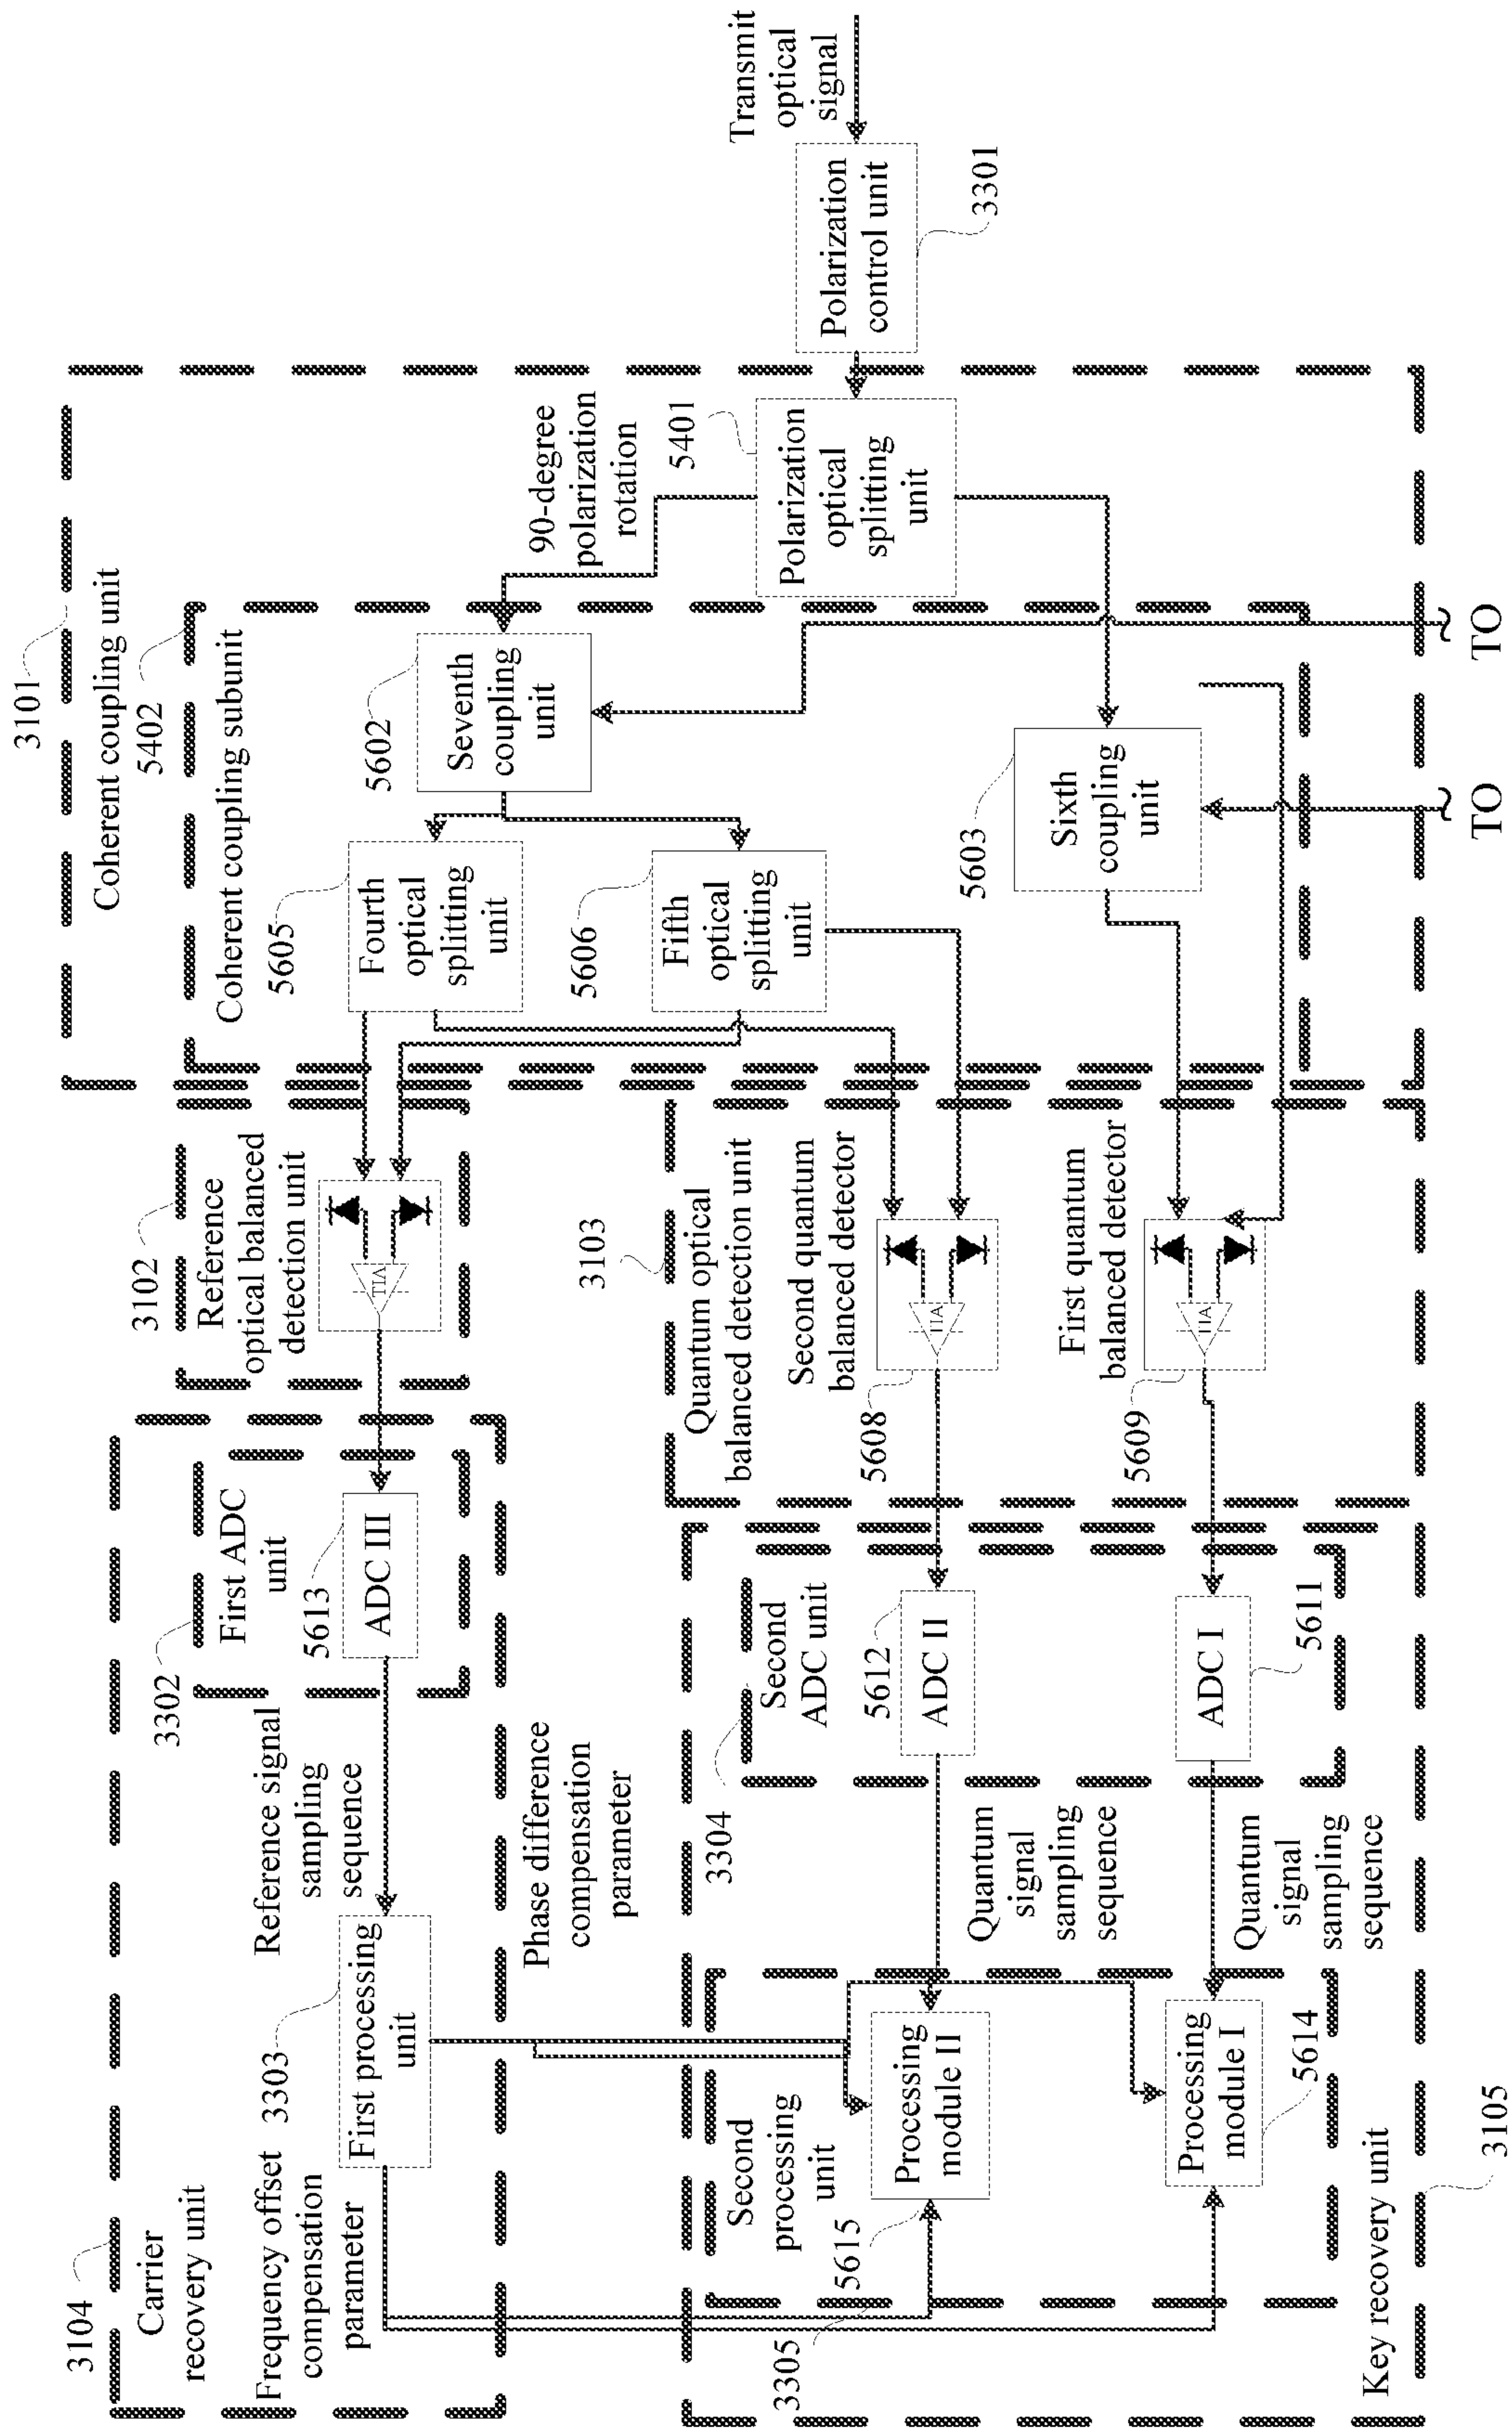 3101
Coherent coupling unit
5402
Coherent coupling subunit
Transmit
optical
signal
Polarization
control unit
3301
90-degree
polarization
rotation
5401
Polarization
optical
splitting
unit
5602
Seventh
coupling
unit
5605
Fourth
optical
splitting
unit
5606
Fifth
optical
splitting
unit
5603
Sixth
coupling
unit
TO
TO
3102
Reference
optical balanced
detection unit
TIA
3103
Quantum optical
balanced detection unit
Second quantum
balanced detector
TIA
5608
First quantum
balanced detector
TIA
5609
3104
Carrier
recovery unit
3302
First ADC
unit
5613
ADC III
Reference signal
sampling
sequence
3303
First processing
unit
Frequency offset
compensation
parameter
Phase difference
compensation
parameter
3304
Second
ADC unit
5612
ADC II
ADC I
5611
Quantum
signal
sampling
sequence
Quantum
signal
sampling
sequence
Second
processing
unit
3305
5615
Processing
module II
Processing
module I
5614
Key recovery unit
3105